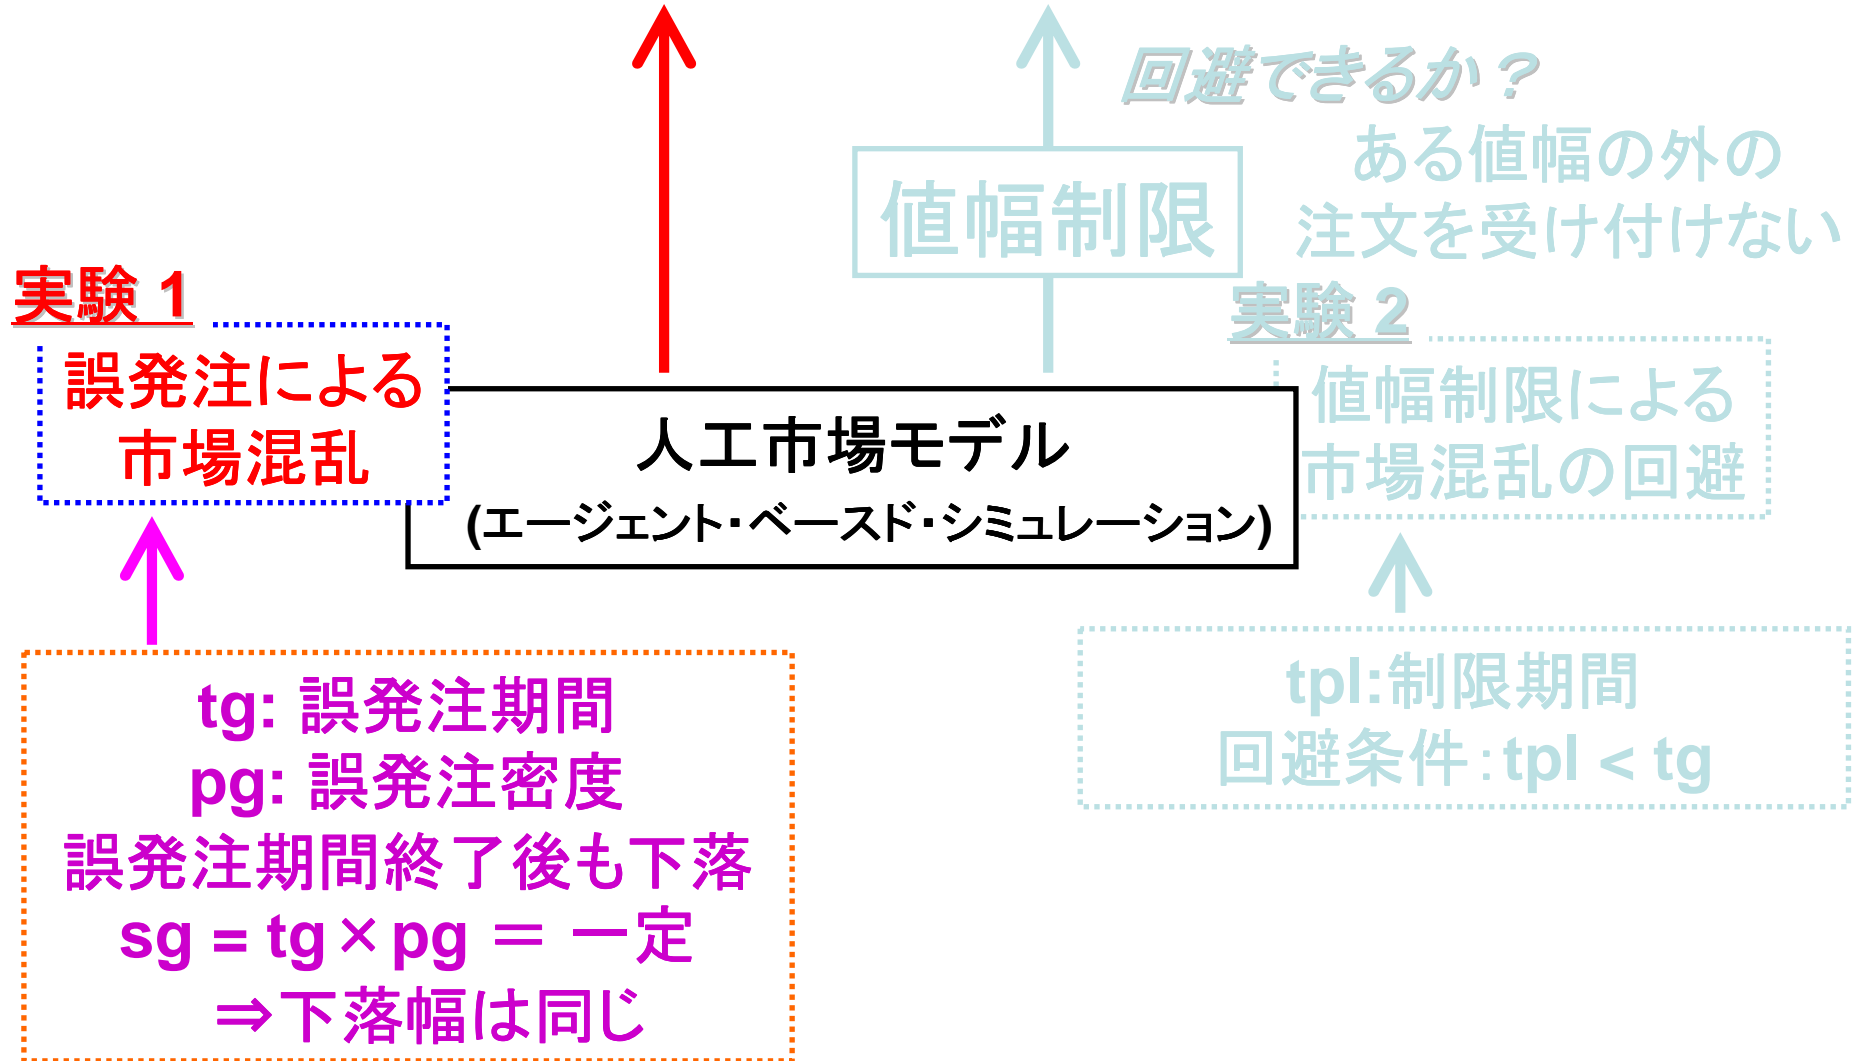 回避できるか？
ある値幅の外の
注文を受け付けない
値幅制限
実験 1
誤発注による
市場混乱
実験 2
値幅制限による
市場混乱の回避
人工市場モデル
(エージェント・ベースド・シミュレーション)
tg: 誤発注期間
pg: 誤発注密度
誤発注期間終了後も下落
sg = tg×pg ＝ 一定
⇒下落幅は同じ
tpl:制限期間
回避条件：tpl < tg